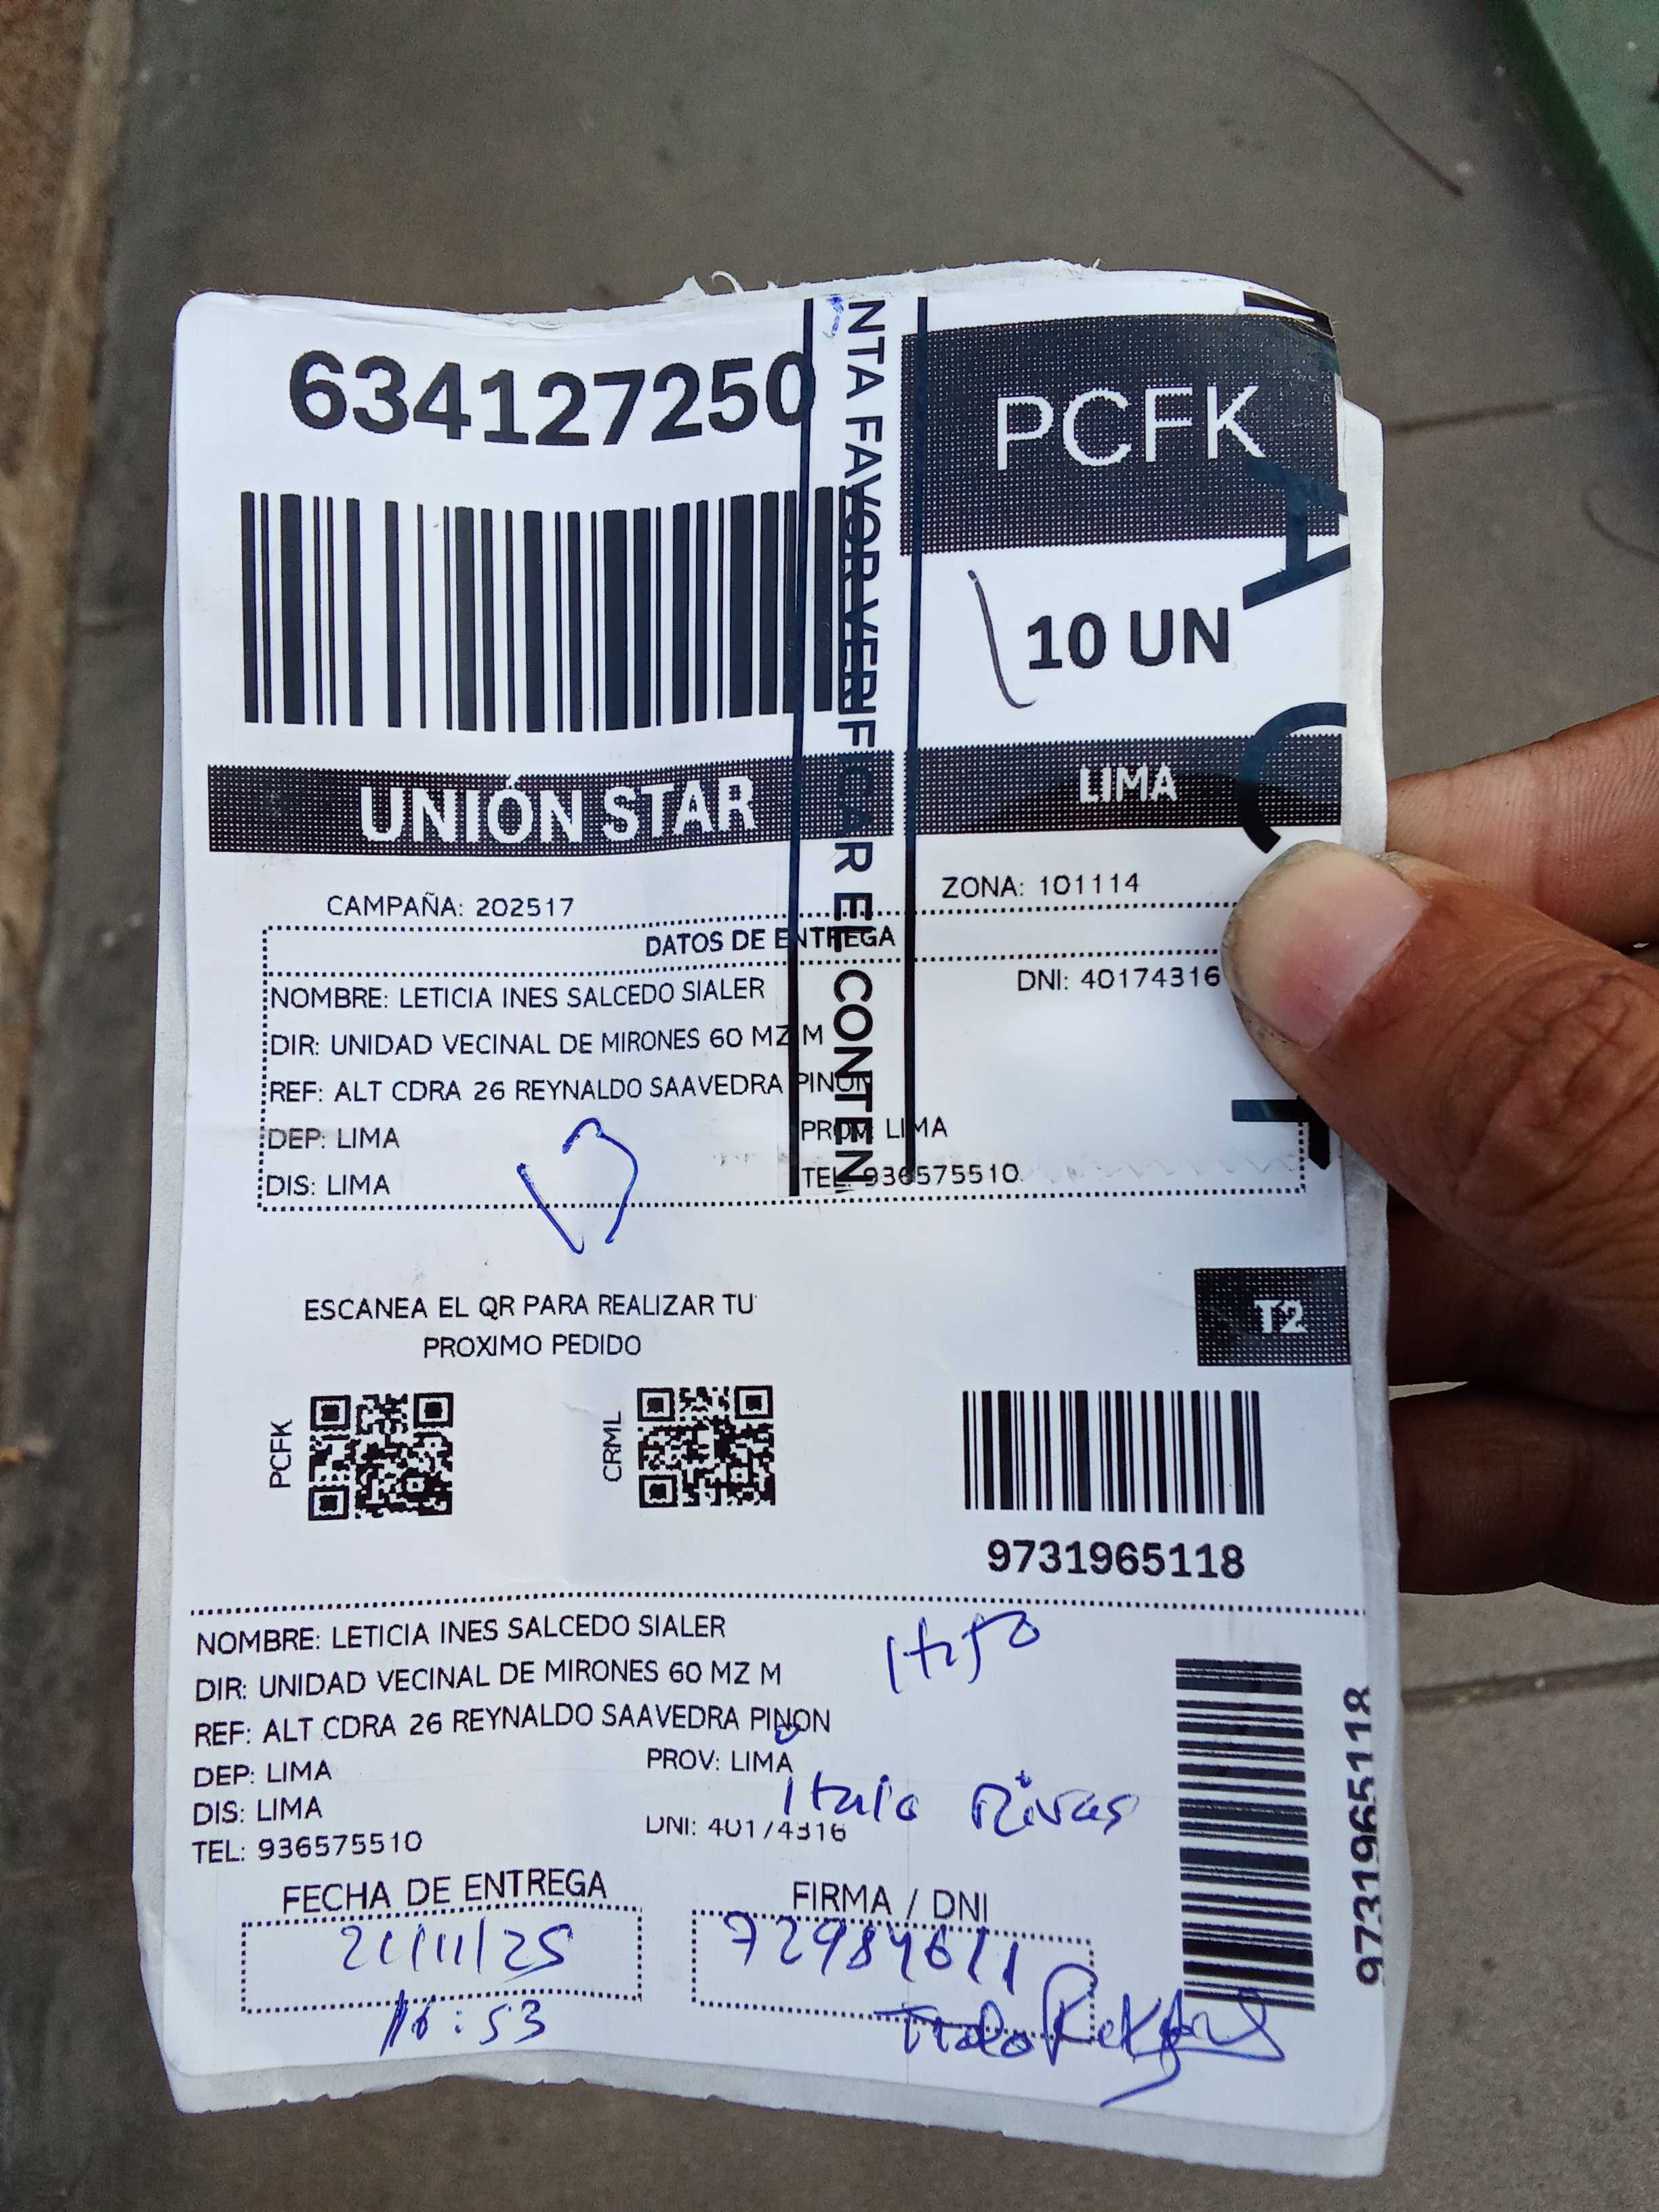 634127250
PCFK
10 UN
UNIÓN STAR
LIMA
NTA FAVOR VERIFICAR EL CONTEN
CAMPAÑA: 202517
ZONA: 101114
DATOS DE ENTREGA
NOMBRE: LETICIA INES SALCEDO SIALER
DNI: 40174316
DIR: UNIDAD VECINAL DE MIRONES 60 MZ M
REF: ALT CDRA 26 REYNALDO SAAVEDRA PINON
DEP: LIMA
PROV: LIMA
DIS: LIMA
TEL: 936575510
13
ESCANEA EL QR PARA REALIZAR TU
PROXIMO PEDIDO
T2
PCFK
CRML
9731965118
NOMBRE: LETICIA INES SALCEDO SIALER
Hijo
DIR: UNIDAD VECINAL DE MIRONES 60 MZ M
REF: ALT CDRA 26 REYNALDO SAAVEDRA PINON
DEP: LIMA
PROV: LIMA
Italo Rivas
DIS: LIMA
DNI: 40174316
TEL: 936575510
9731965118
FECHA DE ENTREGA
FIRMA / DNI
21/11/25
72984611
16:53
Italo